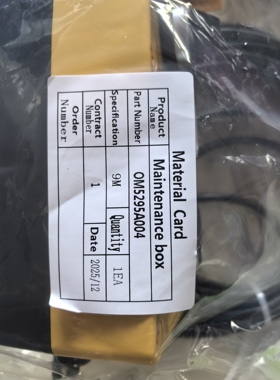 Material Card
Product Name Maintenance box
Part Number OM5295A004
Specification 9M Quantity 1EA
Contract Number 1 Date 2025/12
Order Number